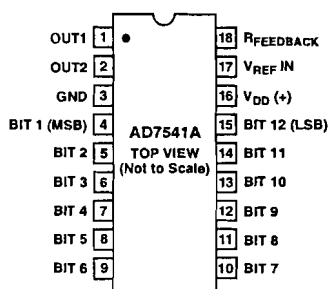 OUT1 1 18 RFEEDBACK
OUT2 2 17 VREF IN
GND 3 16 VDD (+)
BIT 1 (MSB) 4 AD7541A 15 BIT 12 (LSB)
BIT 2 5 TOP VIEW 14 BIT 11
BIT 3 6 (Not to Scale) 13 BIT 10
BIT 4 7 12 BIT 9
BIT 5 8 11 BIT 8
BIT 6 9 10 BIT 7